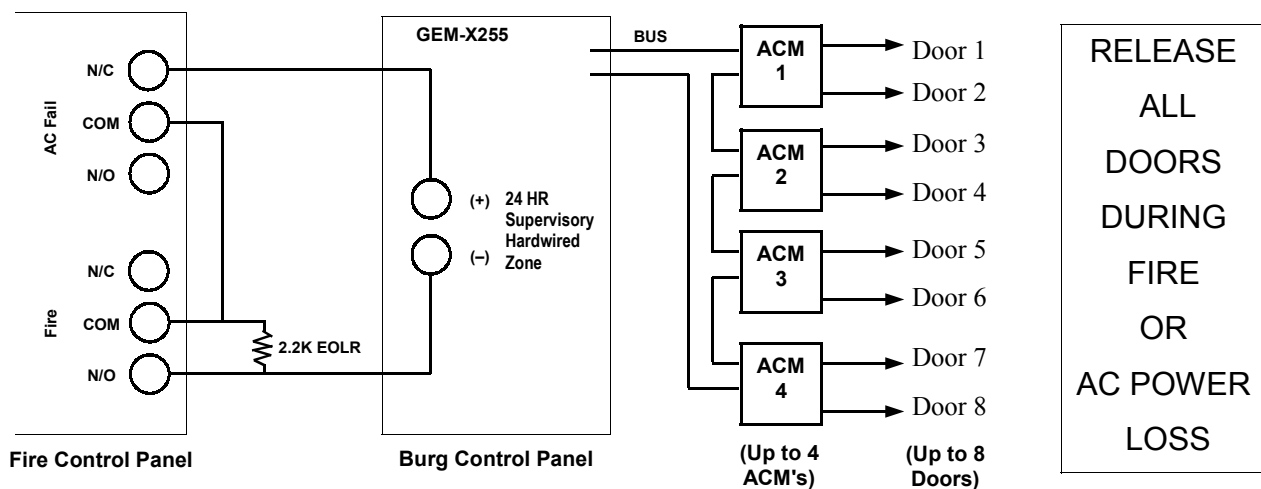 GEM-X255
BUS
AC Fail
N/C
COM
N/O
Fire
N/C
COM
N/O
2.2K EOLR
(+) 24 HR
Supervisory
Hardwired
(–) Zone
ACM
1
ACM
2
ACM
3
ACM
4
Door 1
Door 2
Door 3
Door 4
Door 5
Door 6
Door 7
Door 8
RELEASE
ALL
DOORS
DURING
FIRE
OR
AC POWER
LOSS
Fire Control Panel
Burg Control Panel
(Up to 4
ACM's)
(Up to 8
Doors)